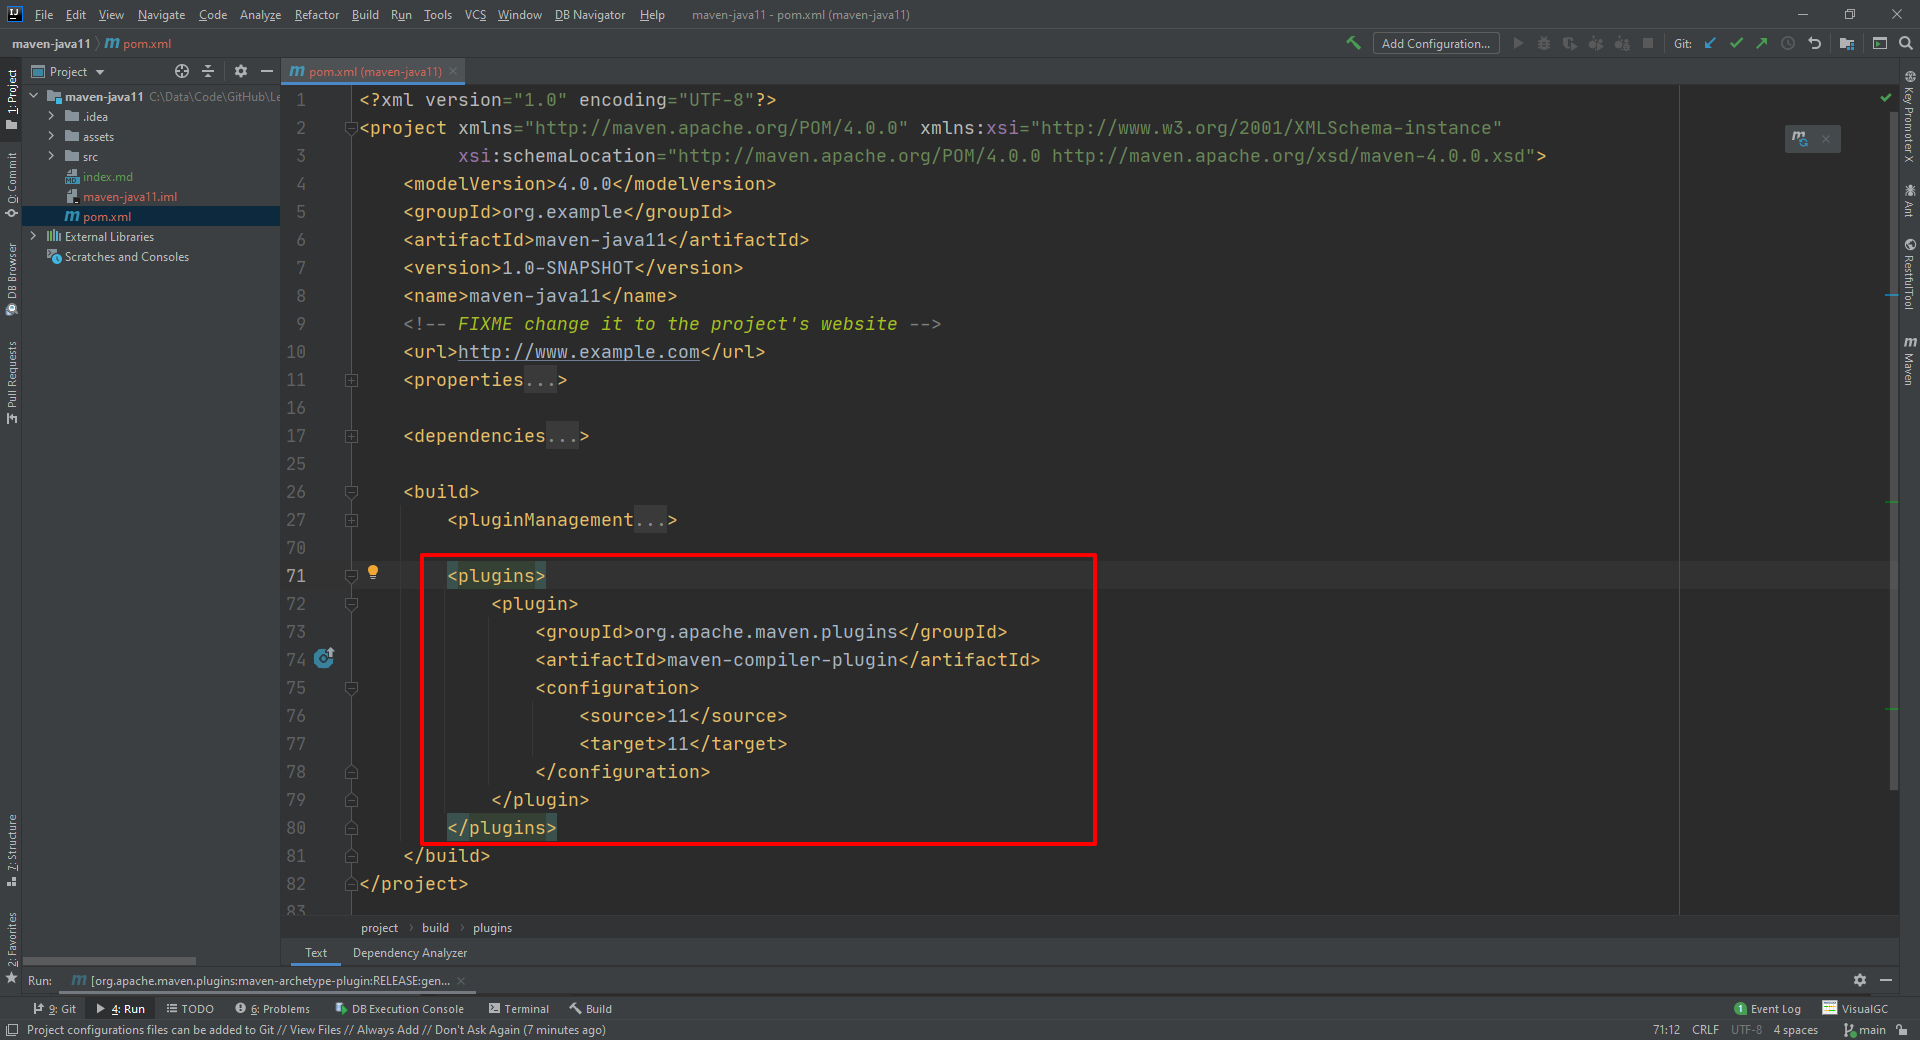 File Edit View Navigate Code Analyze Refactor Build Run Tools VCS Window DB Navigator Help maven-java11 - pom.xml (maven-java11)
maven-java11 m pom.xml
Add Configuration... Git:
Project
m pom.xml (maven-java11)
1: Project
0: Commit
DB Browser
Pull Requests
7: Structure
2: Favorites
maven-java11 C:\Data\Code\GitHub\Le
.idea
assets
src
index.md
maven-java11.iml
pom.xml
External Libraries
Scratches and Consoles
1 <?xml version="1.0" encoding="UTF-8"?>
2 <project xmlns="http://maven.apache.org/POM/4.0.0" xmlns:xsi="http://www.w3.org/2001/XMLSchema-instance"
3 xsi:schemaLocation="http://maven.apache.org/POM/4.0.0 http://maven.apache.org/xsd/maven-4.0.0.xsd">
4 <modelVersion>4.0.0</modelVersion>
5 <groupId>org.example</groupId>
6 <artifactId>maven-java11</artifactId>
7 <version>1.0-SNAPSHOT</version>
8 <name>maven-java11</name>
9 <!-- FIXME change it to the project's website -->
10 <url>http://www.example.com</url>
11 <properties...>
16
17 <dependencies...>
25
26 <build>
27 <pluginManagement...>
70
71 <plugins>
72 <plugin>
73 <groupId>org.apache.maven.plugins</groupId>
74 <artifactId>maven-compiler-plugin</artifactId>
75 <configuration>
76 <source>11</source>
77 <target>11</target>
78 </configuration>
79 </plugin>
80 </plugins>
81 </build>
82 </project>
83
Key Promoter X
Ant
RestfulTool
Maven
project build plugins
Text Dependency Analyzer
Run: m [org.apache.maven.plugins:maven-archetype-plugin:RELEASE:gen...
9: Git 4: Run TODO 6: Problems DB Execution Console Terminal Build 1 Event Log VisualGC
Project configurations files can be added to Git // View Files // Always Add // Don't Ask Again (7 minutes ago) 71:12 CRLF UTF-8 4 spaces main